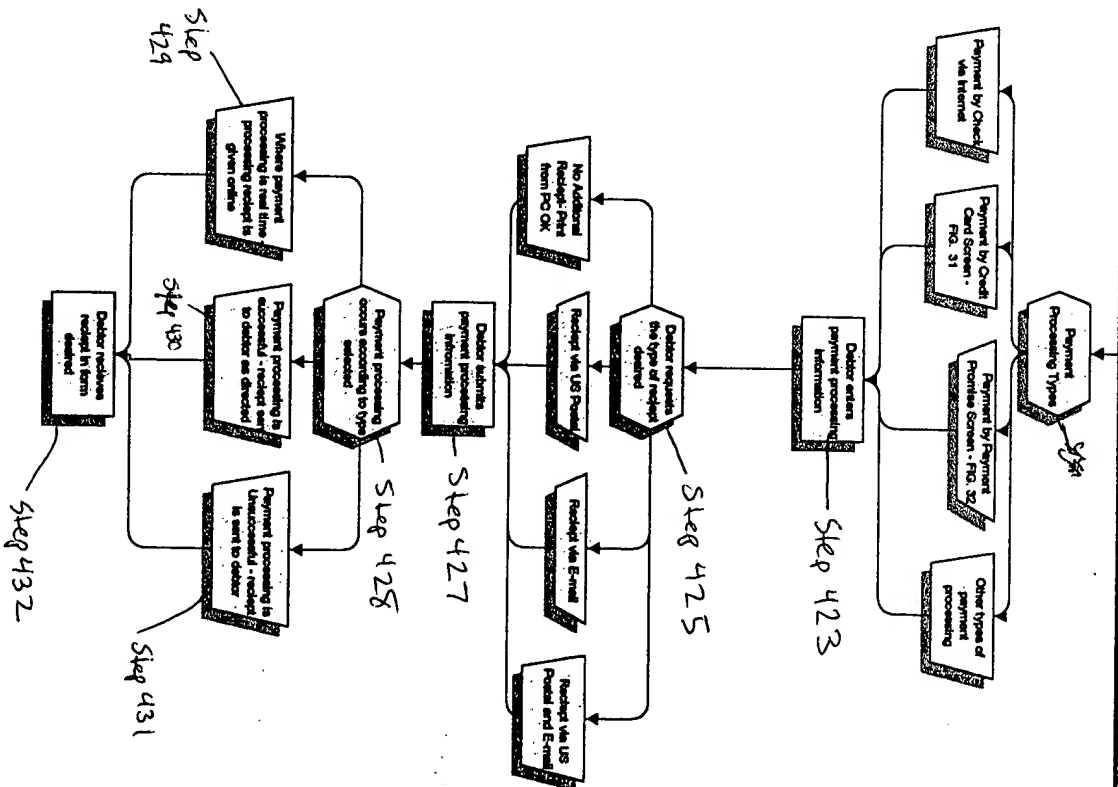 Payment
Processing Types
Payment by Check
via Internet
Payment by Credit
Card Screen -
FIG. 31
Payment by Payment
Promise Screen - FIG. 32
Other types of
payment
processing
Debtor enters
payment processing
Information
Step 423
Debtor requests
the type of reciept
desired
Step 425
No Additonal
Reciept- Print
from PC OK
Reciept via US Postal
Reciept via E-mail
Reciept via US
Postal and E-mail
Debtor submits
payment processing
Information
Step 427
Payment processing
occurs according to type
selected
Step 428
Where payment
processing is real time -
processing reciept is
given online
Step
429
Payment processing is
successful - reciept sent
to debtor as directed
Step 430
Payment processing is
Unsuccessful - reciept
is sent to debtor
Step 431
Debtor recieves
reciept in form
desired
Step 432